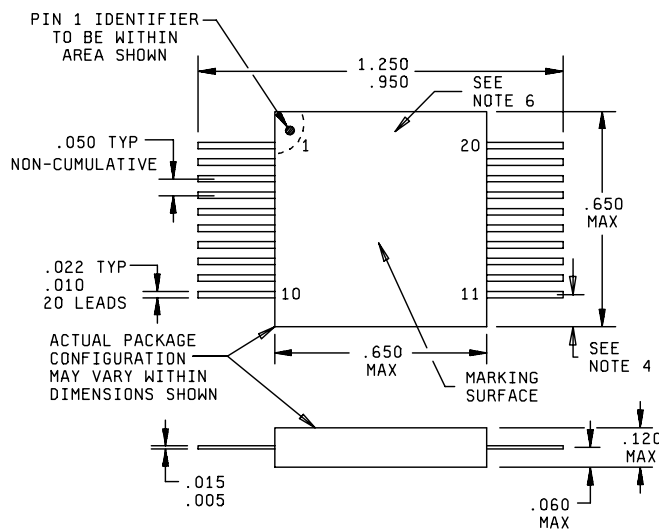 PIN 1 IDENTIFIER
TO BE WITHIN
AREA SHOWN
1.250
.950
SEE
NOTE 6
.050 TYP
NON-CUMULATIVE
1
20
.650
MAX
.022 TYP
.010
20 LEADS
10
11
ACTUAL PACKAGE
CONFIGURATION
MAY VARY WITHIN
DIMENSIONS SHOWN
.650
MAX
MARKING
SURFACE
SEE
NOTE 4
.120
MAX
.015
.005
.060
MAX